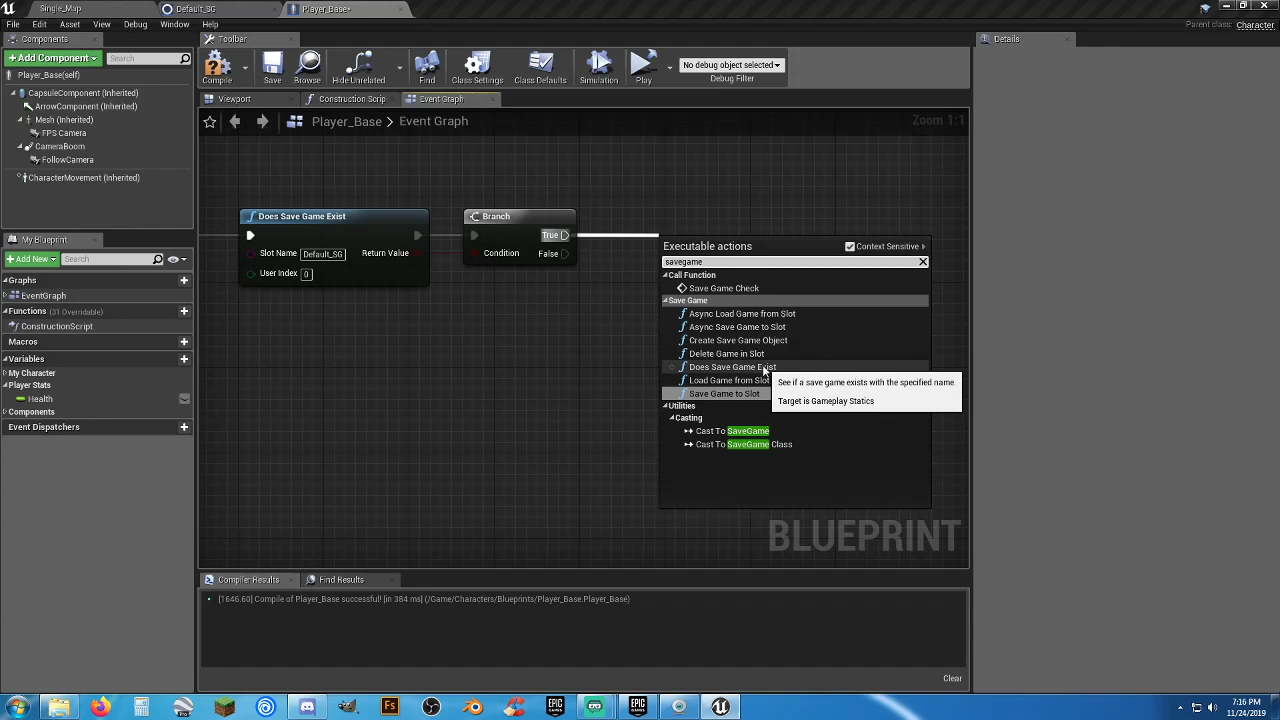 Single_Map
Default_SG
Player_Base*
File Edit Asset View Debug Window Help
Parent class: Character
Components
+ Add Component
Search
Player_Base(self)
CapsuleComponent (Inherited)
ArrowComponent (Inherited)
Mesh (Inherited)
FPS Camera
CameraBoom
FollowCamera
CharacterMovement (Inherited)
My Blueprint
+ Add New
Search
Graphs
EventGraph
Functions (31 Overridable)
ConstructionScript
Macros
Variables
My Character
Player Stats
Health
Components
Event Dispatchers
Toolbar
Compile
Save
Browse
Hide Unrelated
Find
Class Settings
Class Defaults
Simulation
Play
No debug object selected
Debug Filter
Viewport
Construction Scrip
Event Graph
Player_Base > Event Graph
Zoom 1:1
Does Save Game Exist
Slot Name Default_SG
Return Value
User Index 0
Branch
True
Condition
False
Executable actions
Context Sensitive
savegame
Call Function
Save Game Check
Save Game
Async Load Game from Slot
Async Save Game to Slot
Create Save Game Object
Delete Game in Slot
Does Save Game Exist
Load Game from Slot
Save Game to Slot
Utilities
Casting
Cast To SaveGame
Cast To SaveGame Class
See if a save game exists with the specified name.
Target is Gameplay Statics
BLUEPRINT
Compiler Results
Find Results
[1646.60] Compile of Player_Base successful! [in 384 ms] (/Game/Characters/Blueprints/Player_Base.Player_Base)
Clear
Details
Fs
EPIC GAMES
EPIC GAMES
7:16 PM
11/24/2019